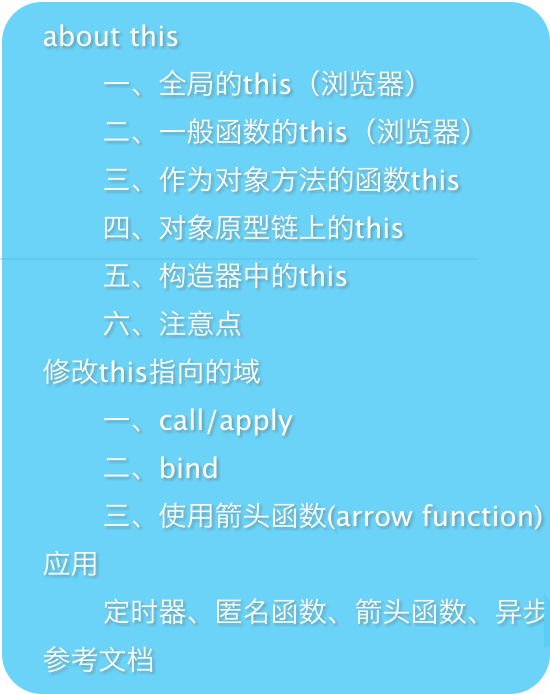 about this
一、全局的this（浏览器）
二、一般函数的this（浏览器）
三、作为对象方法的函数this
四、对象原型链上的this
五、构造器中的this
六、注意点
修改this指向的域
一、call/apply
二、bind
三、使用箭头函数(arrow function)
应用
定时器、匿名函数、箭头函数、异步
参考文档